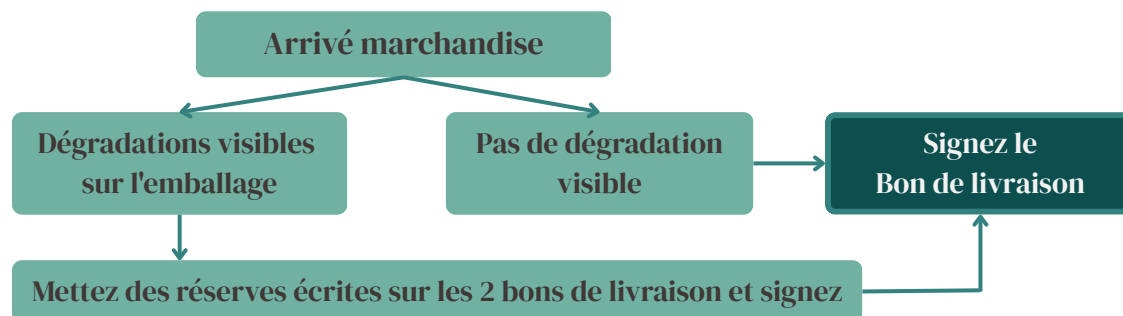 Arrivé marchandise
Dégradations visibles
sur l'emballage
Pas de dégradation
visible
Signez le
Bon de livraison
Mettez des réserves écrites sur les 2 bons de livraison et signez